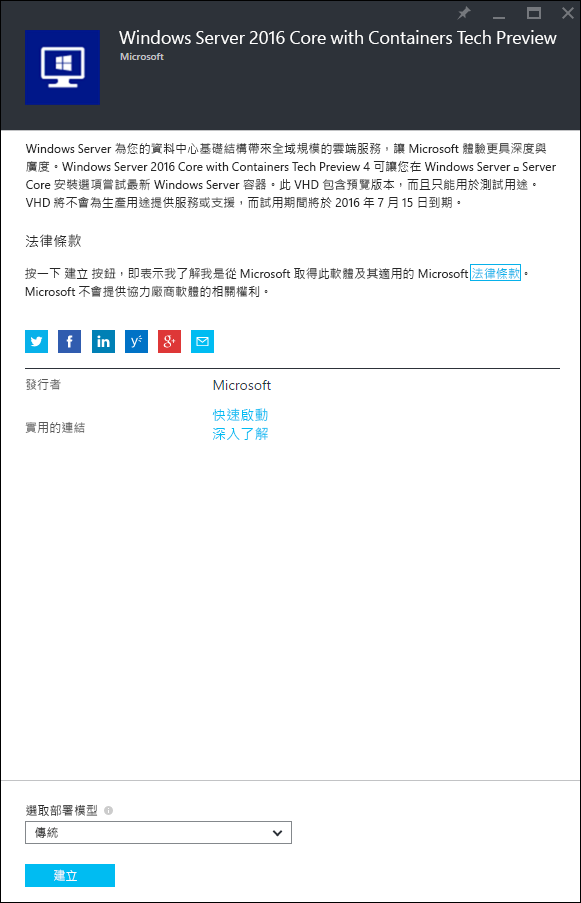 Windows Server 2016 Core with Containers Tech Preview
Microsoft
Windows Server 為您的資料中心基礎結構帶來全域規模的雲端服務，讓 Microsoft 體驗更具深度與
廣度。Windows Server 2016 Core with Containers Tech Preview 4 可讓您在 Windows Server 的 Server
Core 安裝選項嘗試最新 Windows Server 容器。此 VHD 包含預覽版本，而且只能用於測試用途。
VHD 將不會為生產用途提供服務或支援，而試用期間將於 2016 年 7 月 15 日到期。
法律條款
按一下 建立 按鈕，即表示我了解我是從 Microsoft 取得此軟體及其適用的 Microsoft 法律條款。
Microsoft 不會提供協力廠商軟體的相關權利。
發行者 Microsoft
快速啟動
實用的連結
深入了解
選取部署模型
傳統
建立